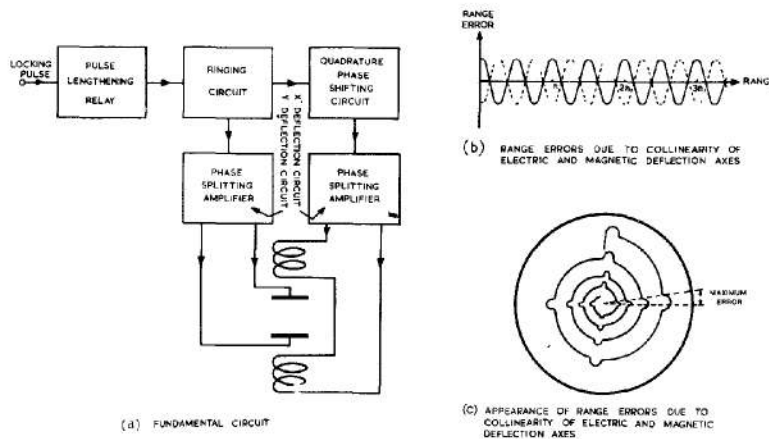 LOCKING
PULSE
PULSE
LENGTHENING
RELAY
RINGING
CIRCUIT
QUADRATURE
PHASE
SHIFTING
CIRCUIT
X' DEFLECTION CIRCUIT
Y' DEFLECTION CIRCUIT
PHASE
SPLITTING
AMPLIFIER
PHASE
SPLITTING
AMPLIFIER
(a) FUNDAMENTAL CIRCUIT
RANGE
ERROR
RANG
(b) RANGE ERRORS DUE TO COLLINEARITY OF
ELECTRIC AND MAGNETIC DEFLECTION AXES
MAXIMUM
ERROR
(c) APPEARANCE OF RANGE ERRORS DUE TO
COLLINEARITY OF ELECTRIC AND MAGNETIC
DEFLECTION AXES